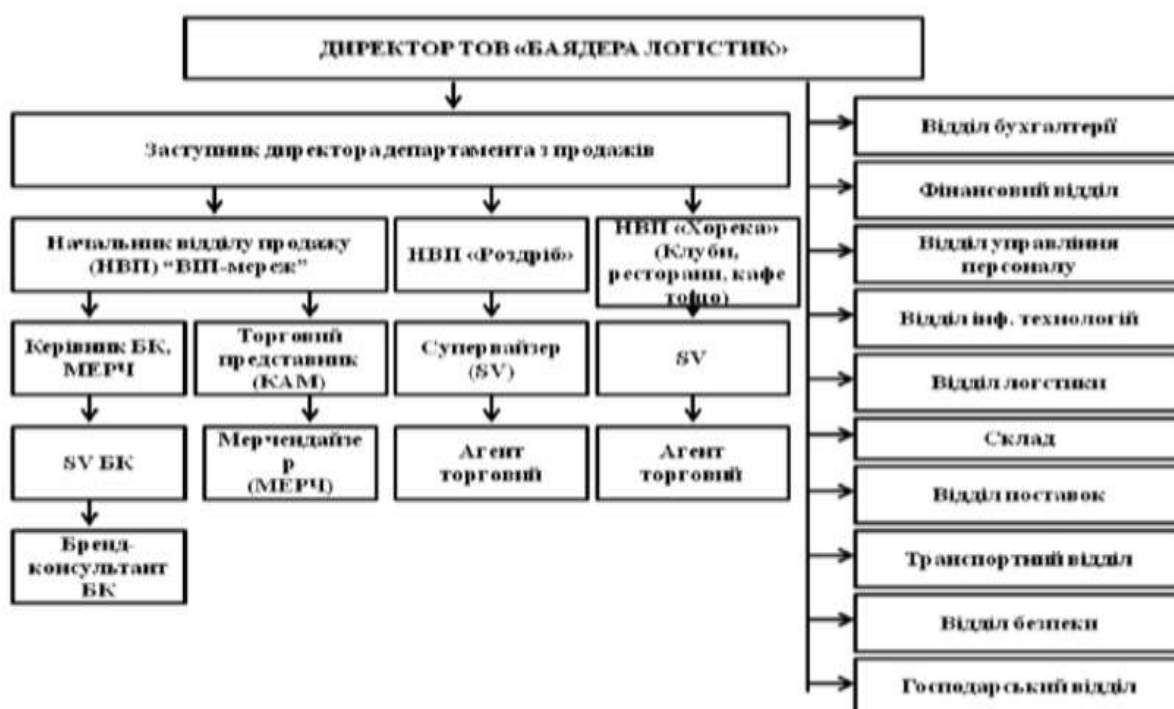 ДИРЕКТОР ТОВ «БАЯДЕРА ЛОГІСТИК»
Заступник директора департамента з продажів
Начальник відділу продажу
(НВП) “ВІП-мереж”
НВП «Роздріб»
НВП «Хорека»
(Клуби,
ресторани, кафе
тощо)
Керівник БК,
МЕРЧ
Торговий
представник
(КАМ)
Супервайзер
(SV)
SV
SV БК
Мерчендайзе
р
(МЕРЧ)
Агент
торговий
Агент
торговий
Бренд-
консультант
БК
Відділ бухгалтерії
Фінансовий відділ
Відділ управління
персоналу
Відділ інф. технологій
Відділ логстики
Склад
Відділ поставок
Транспортний відділ
Відділ безпеки
Господарський відділ